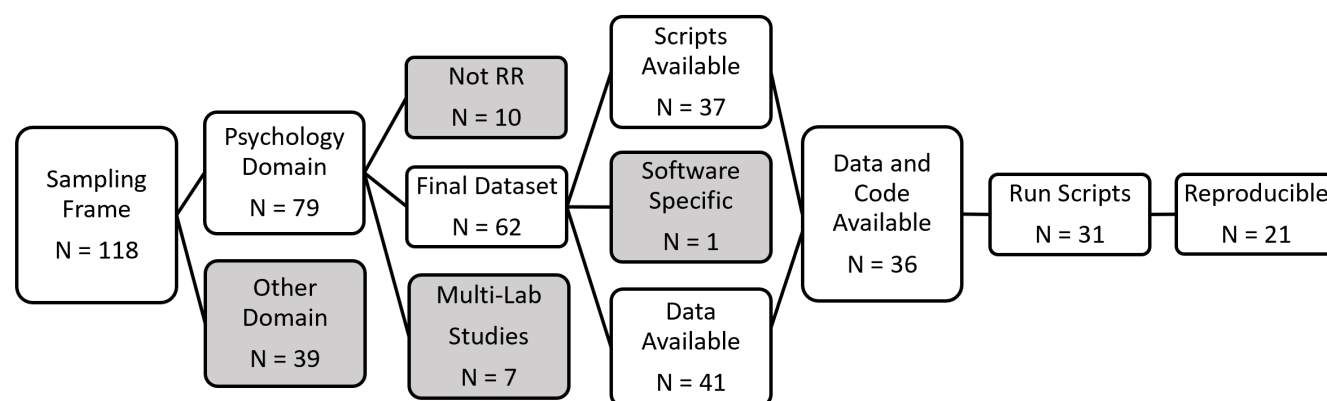 Sampling
Frame
N = 118
Psychology
Domain
N = 79
Other
Domain
N = 39
Not RR
N = 10
Final Dataset
N = 62
Multi-Lab
Studies
N = 7
Scripts
Available
N = 37
Software
Specific
N = 1
Data
Available
N = 41
Data and
Code
Available
N = 36
Run Scripts
N = 31
Reproducible
N = 21